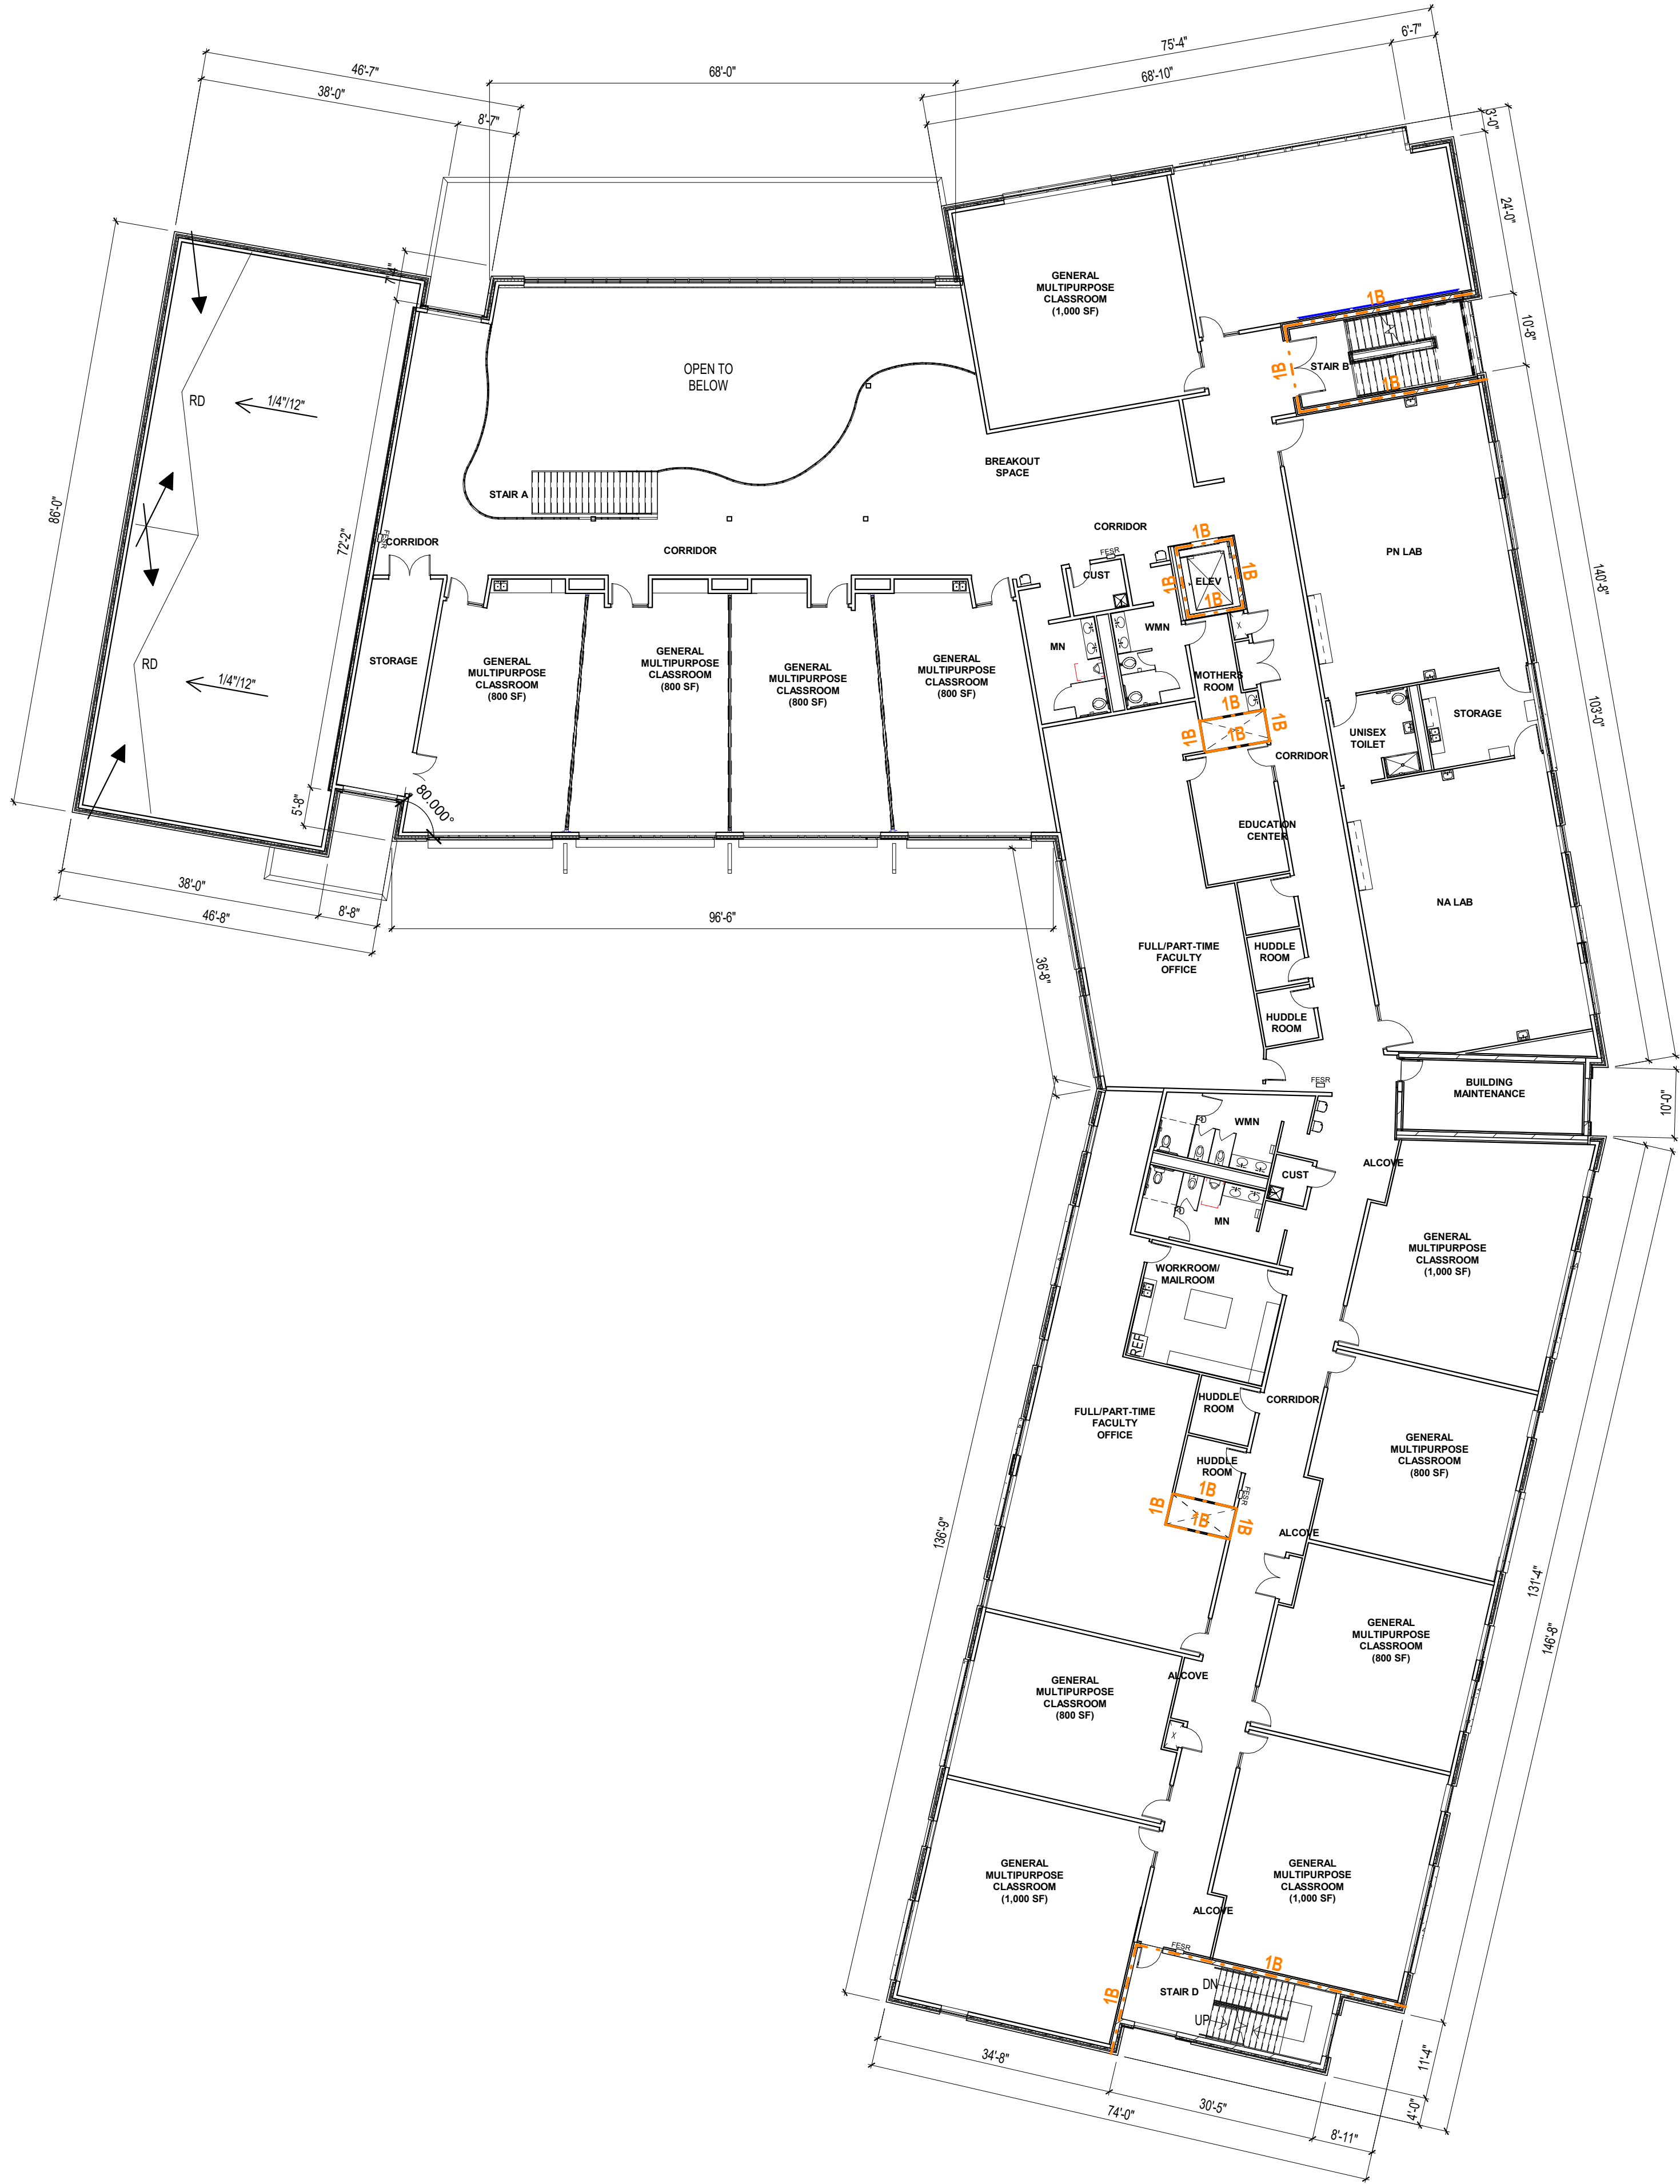 75'-4"
6'-7"
68'-10"
46'-7"
68'-0"
38'-0"
8'-7"
3'-0"
24'-0"
10'-8"
GENERAL
MULTIPURPOSE
CLASSROOM
(1,000 SF)
1B
STAIR B
1B
1B
7'-4"
OPEN TO
BELOW
RD
1/4"/12"
BREAKOUT
SPACE
STAIR A
86'-0"
72'-2"
FESR
CORRIDOR
CORRIDOR
CORRIDOR
PN LAB
140'-8"
FESR
CUST
1B
1B
ELEV
1B
1B
MN
WMN
X
STORAGE
GENERAL
MULTIPURPOSE
CLASSROOM
(800 SF)
GENERAL
MULTIPURPOSE
CLASSROOM
(800 SF)
GENERAL
MULTIPURPOSE
CLASSROOM
(800 SF)
GENERAL
MULTIPURPOSE
CLASSROOM
(800 SF)
RD
1/4"/12"
MOTHERS
ROOM
1B
1B
1B
1B
CORRIDOR
UNISEX
TOILET
STORAGE
103'-0"
5'-8"
80.000°
EDUCATION
CENTER
38'-0"
8'-8"
46'-8"
96'-6"
36'-8"
NA LAB
FULL/PART-TIME
FACULTY
OFFICE
HUDDLE
ROOM
HUDDLE
ROOM
FESR
BUILDING
MAINTENANCE
10'-0"
WMN
CUST
ALCOVE
MN
GENERAL
MULTIPURPOSE
CLASSROOM
(1,000 SF)
WORKROOM/
MAILROOM
REF
HUDDLE
ROOM
CORRIDOR
FULL/PART-TIME
FACULTY
OFFICE
GENERAL
MULTIPURPOSE
CLASSROOM
(800 SF)
HUDDLE
ROOM
FESR
1B
1B
1B
1B
ALCOVE
136'-9"
131'-4"
146'-8"
GENERAL
MULTIPURPOSE
CLASSROOM
(800 SF)
ALCOVE
GENERAL
MULTIPURPOSE
CLASSROOM
(800 SF)
X
GENERAL
MULTIPURPOSE
CLASSROOM
(1,000 SF)
GENERAL
MULTIPURPOSE
CLASSROOM
(1,000 SF)
ALCOVE
FESR
1B
1B
STAIR D
DN
UP
34'-8"
11'-4"
30'-5"
74'-0"
4'-0"
8'-11"